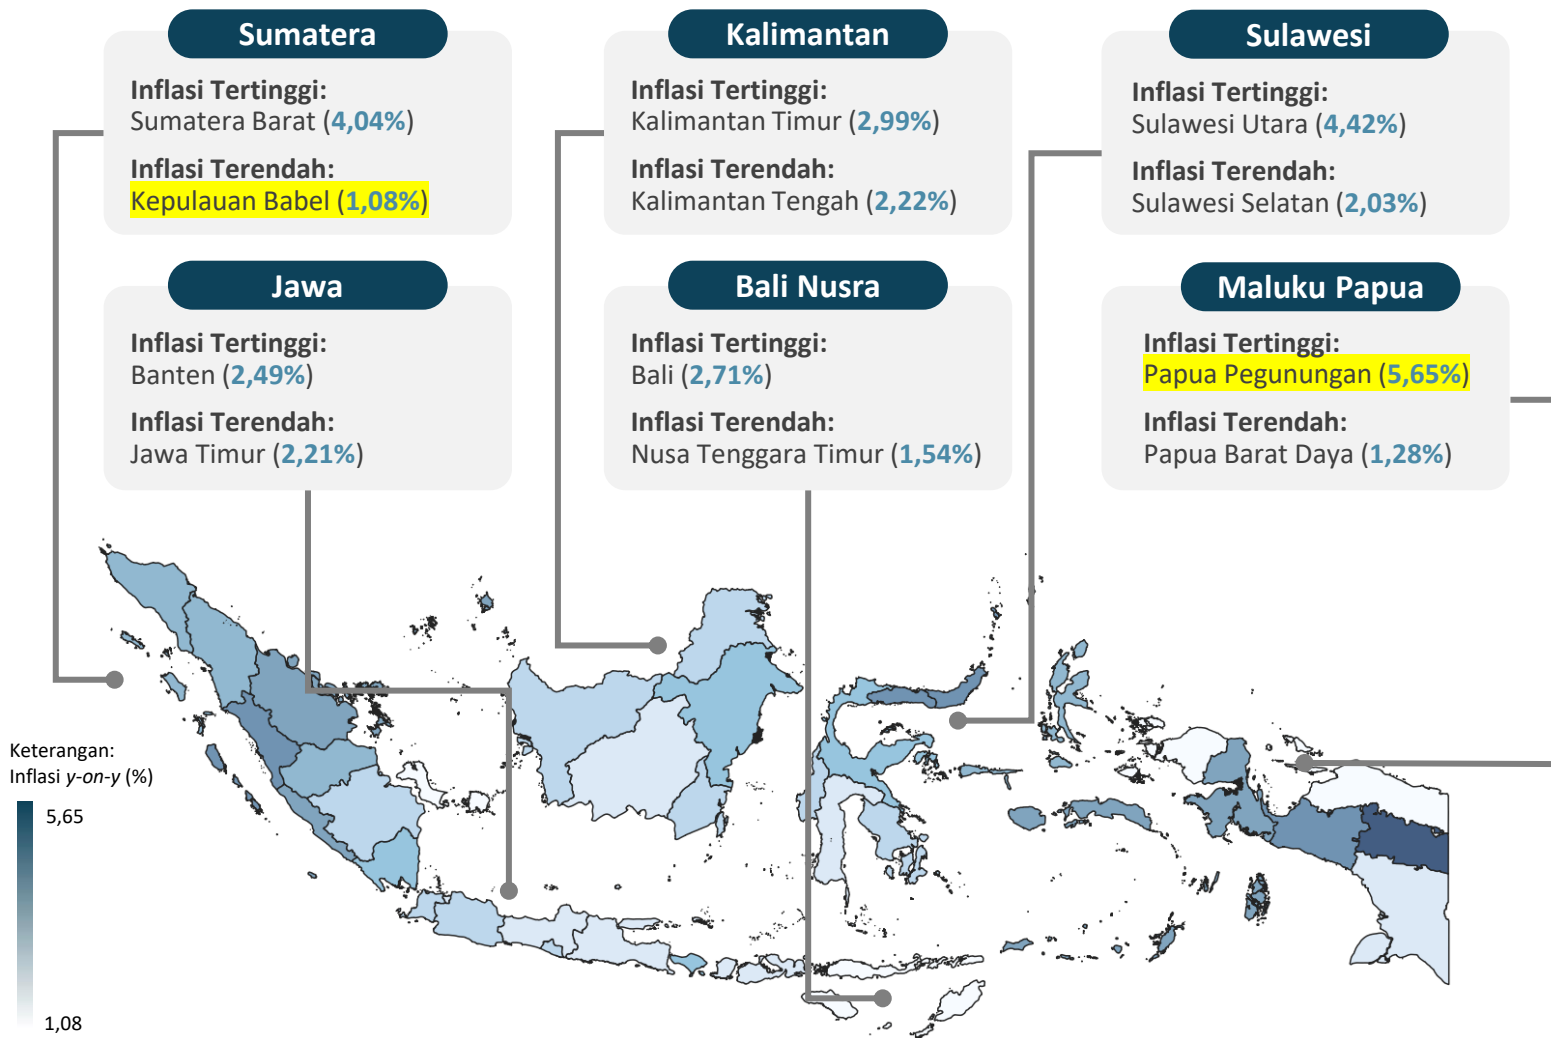 Sumatera
Inflasi Tertinggi:
Sumatera Barat (4,04%)
Inflasi Terendah:
Kepulauan Babel (1,08%)
Kalimantan
Inflasi Tertinggi:
Kalimantan Timur (2,99%)
Inflasi Terendah:
Kalimantan Tengah (2,22%)
Sulawesi
Inflasi Tertinggi:
Sulawesi Utara (4,42%)
Inflasi Terendah:
Sulawesi Selatan (2,03%)
Jawa
Inflasi Tertinggi:
Banten (2,49%)
Inflasi Terendah:
Jawa Timur (2,21%)
Bali Nusra
Inflasi Tertinggi:
Bali (2,71%)
Inflasi Terendah:
Nusa Tenggara Timur (1,54%)
Maluku Papua
Inflasi Tertinggi:
Papua Pegunungan (5,65%)
Inflasi Terendah:
Papua Barat Daya (1,28%)
Keterangan:
Inflasi y-on-y (%)
5,65
1,08